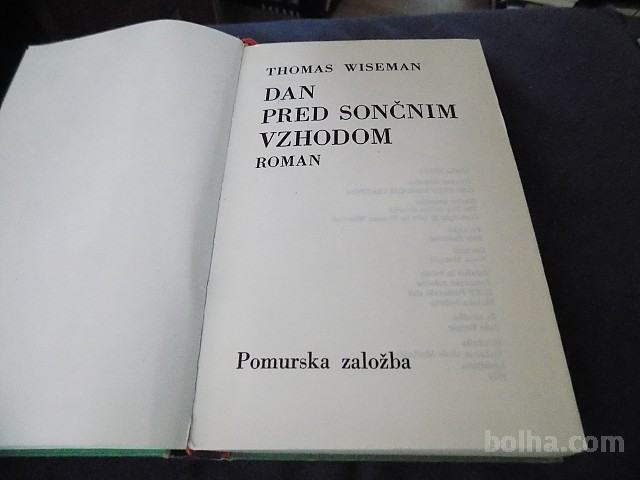 THOMAS WISEMAN
DAN
PRED SONČNIM
VZHODOM
ROMAN
Pomurska založba
bolha.com